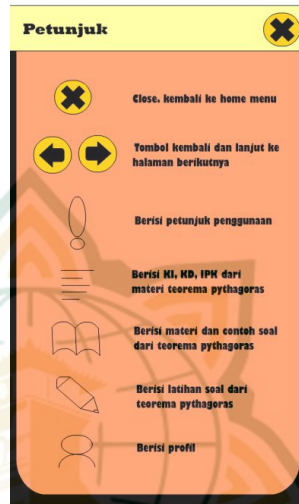 Petunjuk
Close, kembali ke home menu
Tombol kembali dan lanjut ke
halaman berikutnya
Berisi petunjuk penggunaan
Berisi KI, KD, IPK dari
materi teorema pythagoras
Berisi materi dan contoh soal
dari teorema pythagoras
Berisi latihan soal dari
teorema pythagoras
Berisi profil